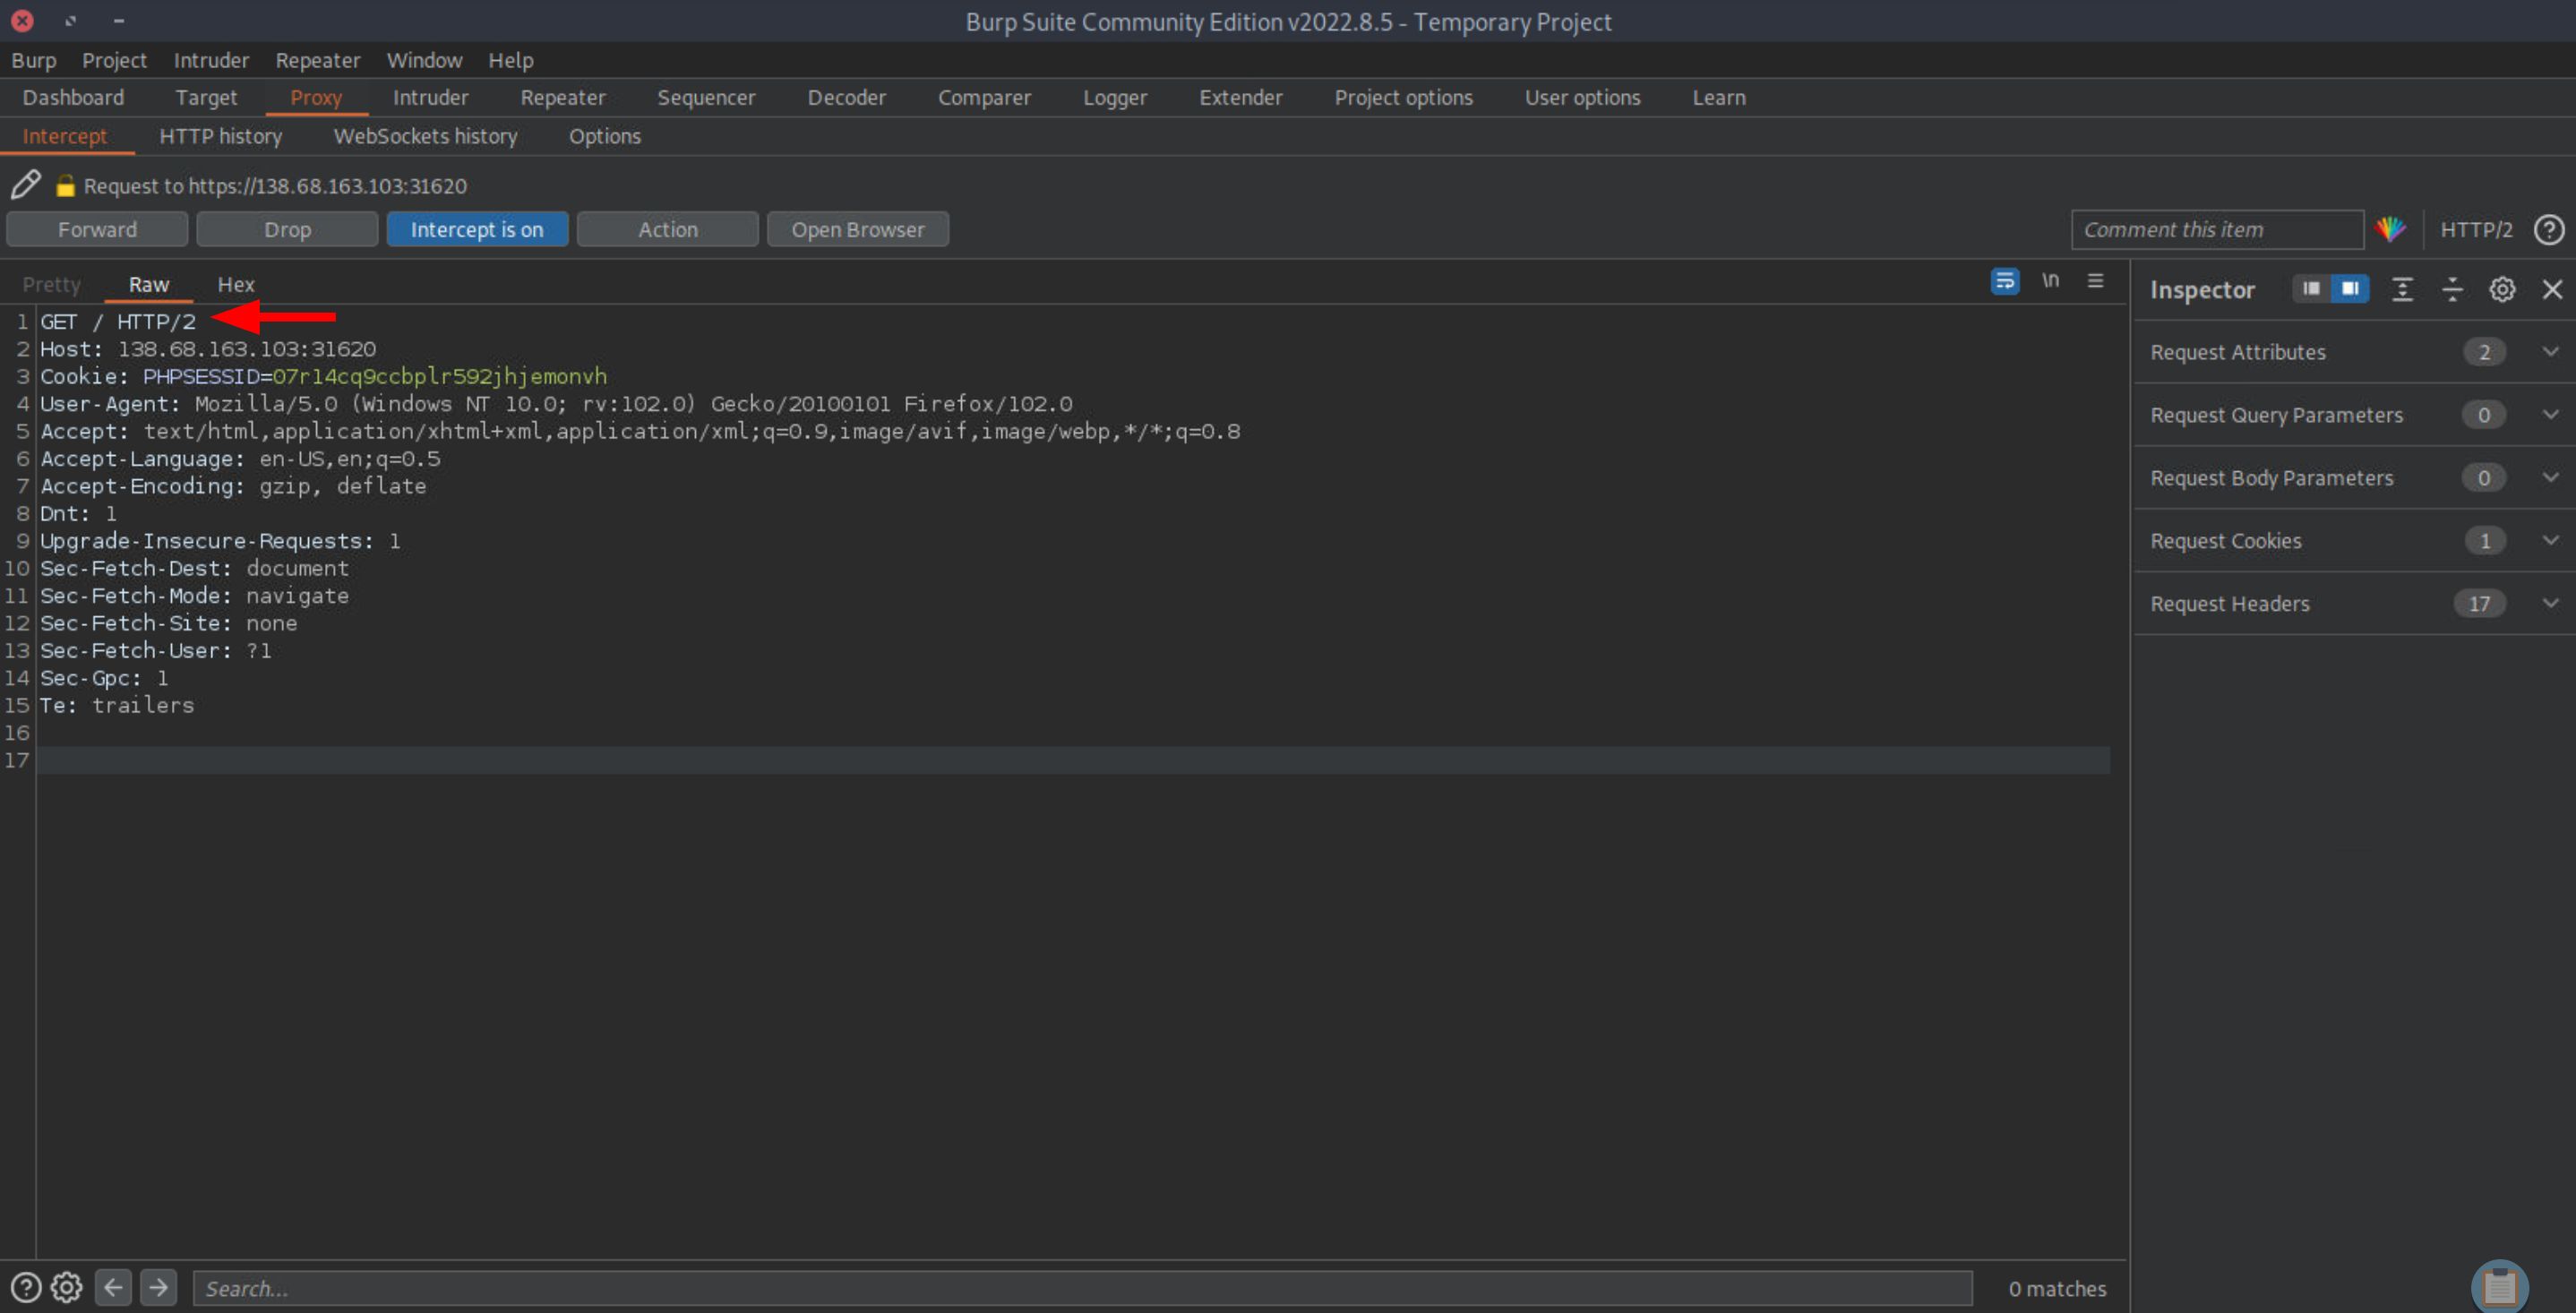 Burp Suite Community Edition v2022.8.5 - Temporary Project
Burp Project Intruder Repeater Window Help
Dashboard Target Proxy Intruder Repeater Sequencer Decoder Comparer Logger Extender Project options User options Learn
Intercept HTTP history WebSockets history Options
Request to https://138.68.163.103:31620
Forward Drop Intercept is on Action Open Browser Comment this item HTTP/2 ?
Pretty Raw Hex \n
Inspector
1 GET / HTTP/2
2 Host: 138.68.163.103:31620
3 Cookie: PHPSESSID=07r14cq9ccbplr592jhjemonvh
4 User-Agent: Mozilla/5.0 (Windows NT 10.0; rv:102.0) Gecko/20100101 Firefox/102.0
5 Accept: text/html,application/xhtml+xml,application/xml;q=0.9,image/avif,image/webp,*/*;q=0.8
6 Accept-Language: en-US,en;q=0.5
7 Accept-Encoding: gzip, deflate
8 Dnt: 1
9 Upgrade-Insecure-Requests: 1
10 Sec-Fetch-Dest: document
11 Sec-Fetch-Mode: navigate
12 Sec-Fetch-Site: none
13 Sec-Fetch-User: ?1
14 Sec-Gpc: 1
15 Te: trailers
16
17
Request Attributes 2
Request Query Parameters 0
Request Body Parameters 0
Request Cookies 1
Request Headers 17
? Search... 0 matches